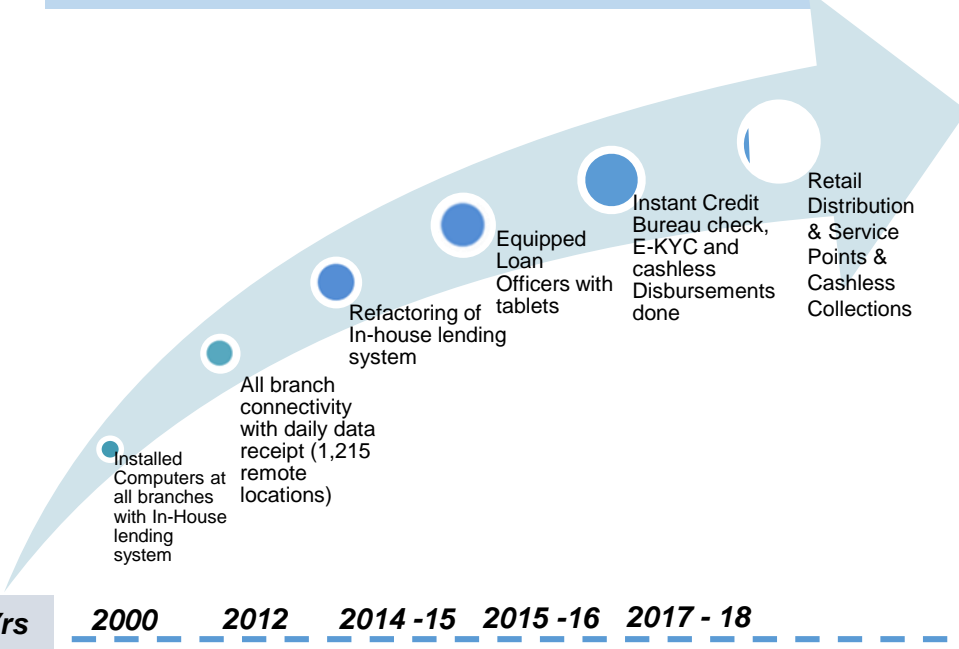 Installed
Computers at
all branches
with In-House
lending
system
All branch
connectivity
with daily data
receipt (1,215
remote
locations)
Refactoring of
In-house lending
system
Equipped
Loan
Officers with
tablets
Instant Credit
Bureau check,
E-KYC and
cashless
Disbursements
done
Retail
Distribution
& Service
Points &
Cashless
Collections
rs 2000 2012 2014 -15 2015 -16 2017 - 18